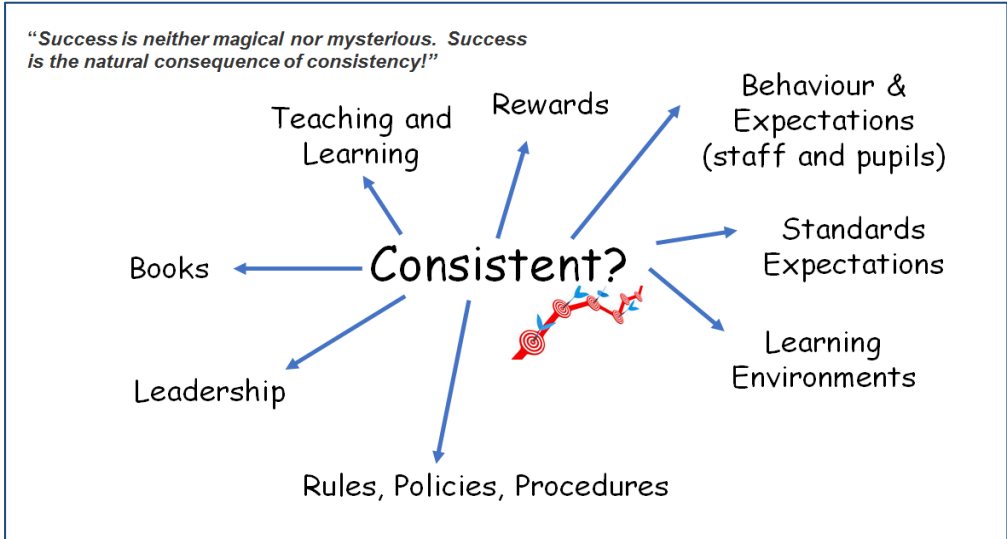 “Success is neither magical nor mysterious. Success
is the natural consequence of consistency!”
Teaching and
Learning
Rewards
Behaviour &
Expectations
(staff and pupils)
Books
Consistent?
Standards
Expectations
Leadership
Learning
Environments
Rules, Policies, Procedures